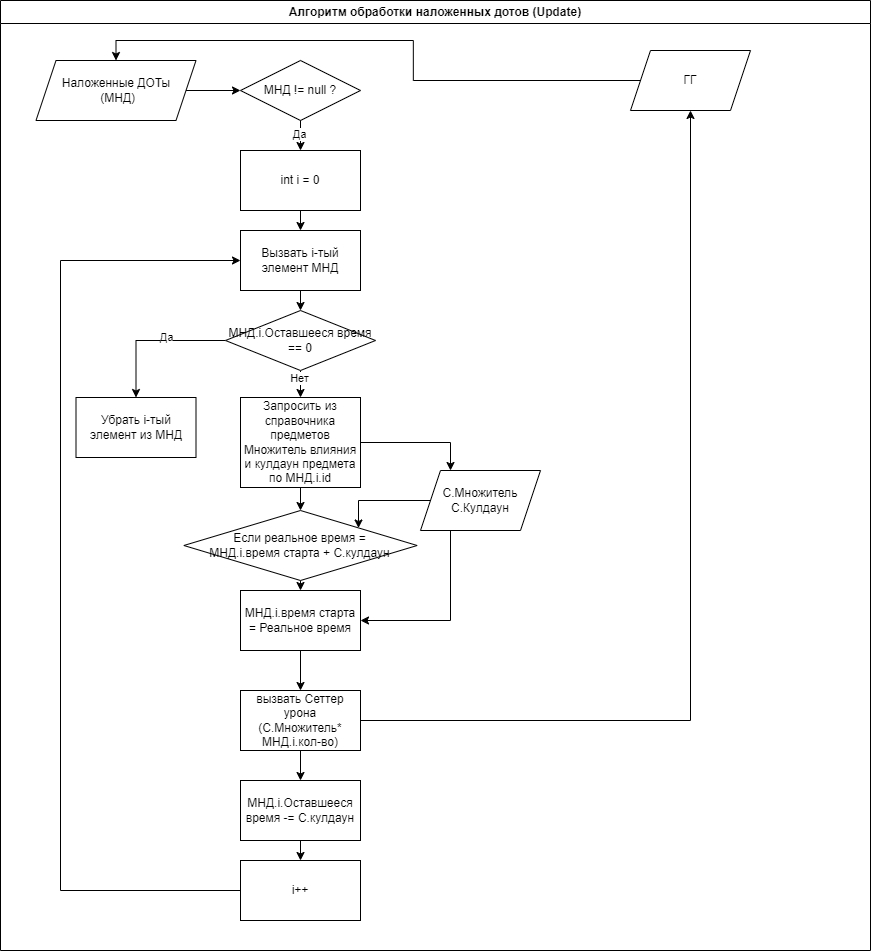 Алгоритм обработки наложенных дотов (Update)
Наложенные ДОТы
(МНД)
МНД != null ?
ГГ
Да
int i = 0
Вызвать i-тый
элемент МНД
МНД.i.Оставшееся время
== 0
Да
Нет
Убрать i-тый
элемент из МНД
Запросить из
справочника
предметов
Множитель влияния
и кулдаун предмета
по МНД.i.id
С.Множитель
С.Кулдаун
Если реальное время =
МНД.i.время старта + С.кулдаун
МНД.i.время старта
= Реальное время
вызвать Сеттер
урона
(С.Множитель*
МНД.i.кол-во)
МНД.i.Оставшееся
время -= С.кулдаун
i++